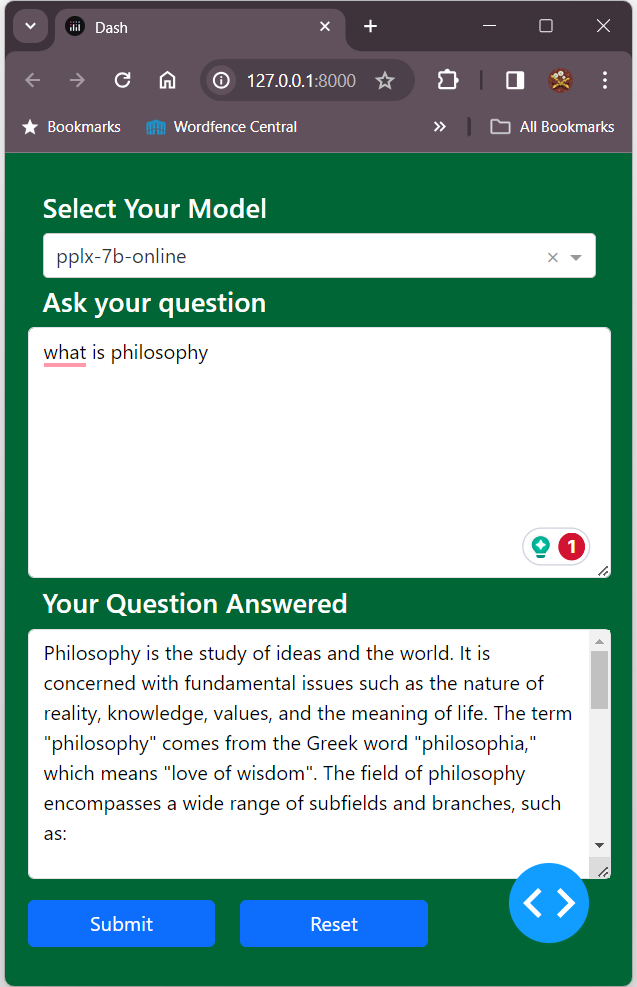 Dash
127.0.0.1:8000
Bookmarks
Wordfence Central
All Bookmarks
Select Your Model
pplx-7b-online
Ask your question
what is philosophy
1
Your Question Answered
Philosophy is the study of ideas and the world. It is
concerned with fundamental issues such as the nature of
reality, knowledge, values, and the meaning of life. The term
"philosophy" comes from the Greek word "philosophia,"
which means "love of wisdom". The field of philosophy
encompasses a wide range of subfields and branches, such
as:
Submit
Reset